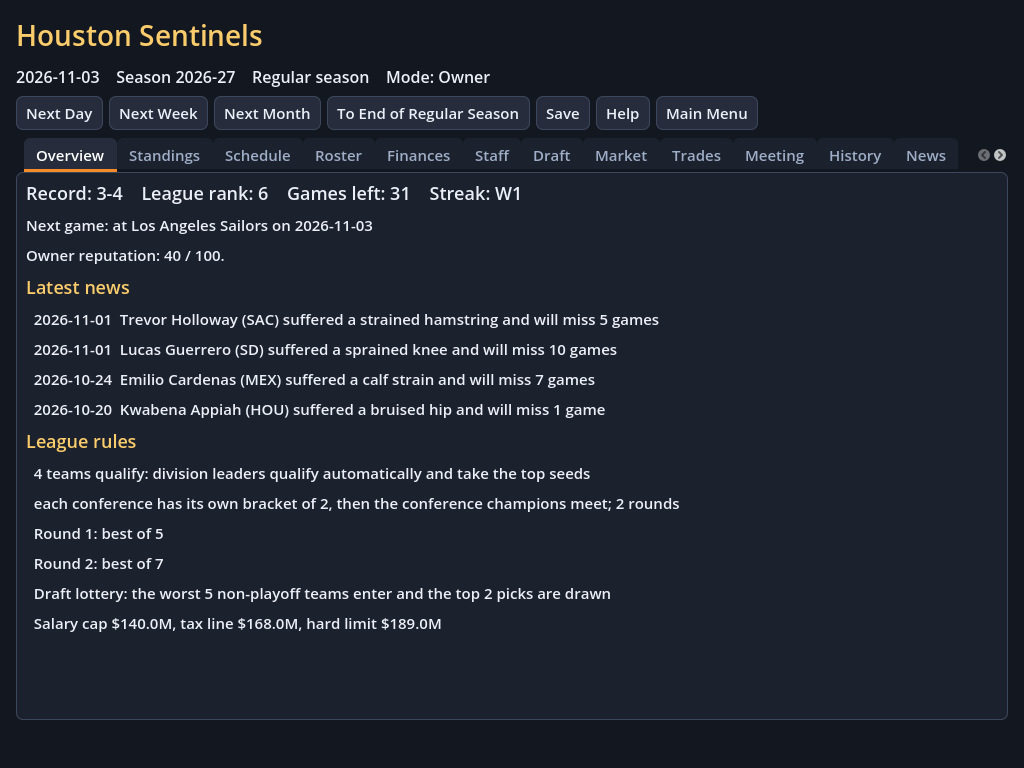 Houston Sentinels
2026-11-03 Season 2026-27 Regular season Mode: Owner
Next Day Next Week Next Month To End of Regular Season Save Help Main Menu
Overview Standings Schedule Roster Finances Staff Draft Market Trades Meeting History News
Record: 3-4 League rank: 6 Games left: 31 Streak: W1
Next game: at Los Angeles Sailors on 2026-11-03
Owner reputation: 40 / 100.
Latest news
2026-11-01 Trevor Holloway (SAC) suffered a strained hamstring and will miss 5 games
2026-11-01 Lucas Guerrero (SD) suffered a sprained knee and will miss 10 games
2026-10-24 Emilio Cardenas (MEX) suffered a calf strain and will miss 7 games
2026-10-20 Kwabena Appiah (HOU) suffered a bruised hip and will miss 1 game
League rules
4 teams qualify: division leaders qualify automatically and take the top seeds
each conference has its own bracket of 2, then the conference champions meet; 2 rounds
Round 1: best of 5
Round 2: best of 7
Draft lottery: the worst 5 non-playoff teams enter and the top 2 picks are drawn
Salary cap $140.0M, tax line $168.0M, hard limit $189.0M